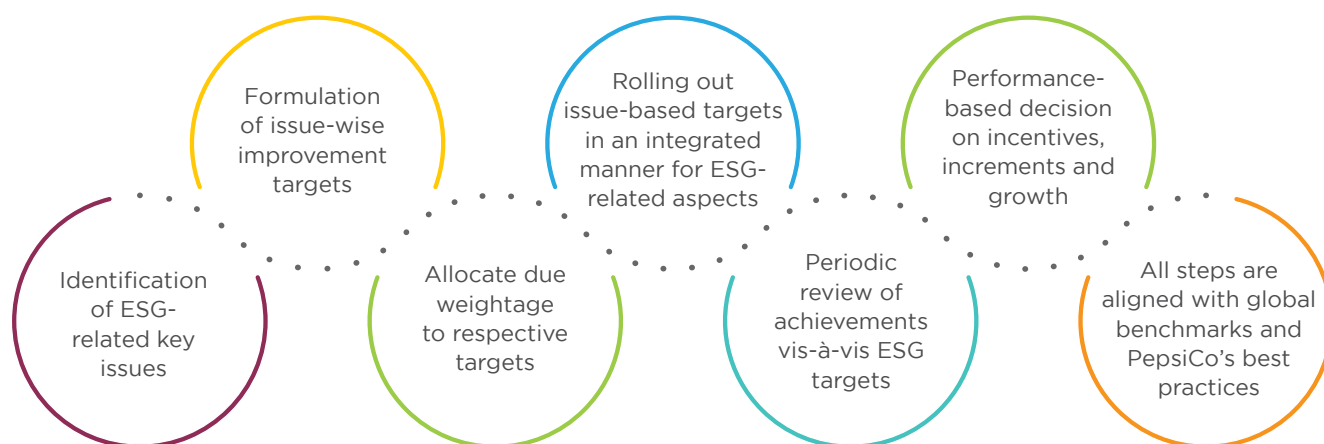 Identification
of ESG-
related key
issues
Formulation
of issue-wise
improvement
targets
Allocate due
weightage
to respective
targets
Rolling out
issue-based targets
in an integrated
manner for ESG-
related aspects
Periodic
review of
achievements
vis-à-vis ESG
targets
Performance-
based decision
on incentives,
increments and
growth
All steps are
aligned with global
benchmarks and
PepsiCo’s best
practices